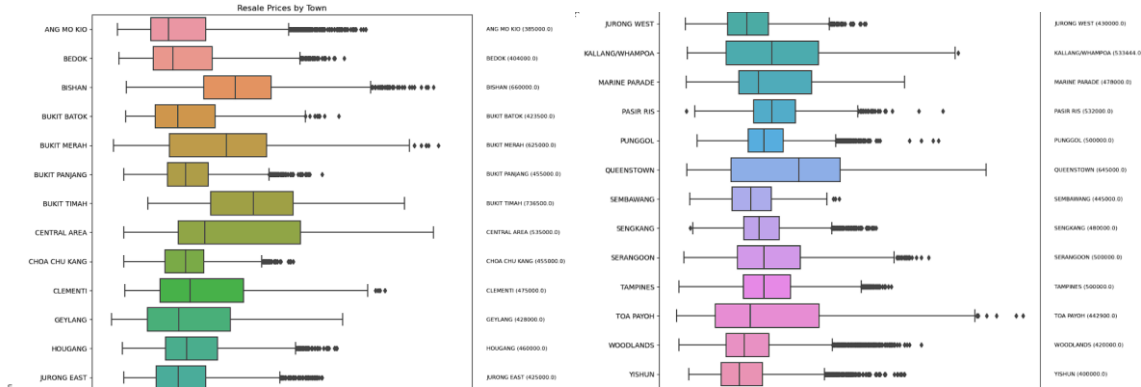 Resale Prices by Town
ANG MO KIO
ANG MO KIO (385000.0)
BEDOK
BEDOK (404000.0)
BISHAN
BISHAN (660000.0)
BUKIT BATOK
BUKIT BATOK (423500.0)
BUKIT MERAH
BUKIT MERAH (625000.0)
BUKIT PANJANG
BUKIT PANJANG (455000.0)
BUKIT TIMAH
BUKIT TIMAH (736500.0)
CENTRAL AREA
CENTRAL AREA (535000.0)
CHOA CHU KANG
CHOA CHU KANG (455000.0)
CLEMENTI
CLEMENTI (475000.0)
GEYLANG
GEYLANG (428000.0)
HOUGANG
HOUGANG (460000.0)
JURONG EAST
JURONG EAST (425000.0)
JURONG WEST
JURONG WEST (430000.0)
KALLANG/WHAMPOA
KALLANG/WHAMPOA (533444.0
MARINE PARADE
MARINE PARADE (478000.0)
PASIR RIS
PASIR RIS (532000.0)
PUNGGOL
PUNGGOL (500000.0)
QUEENSTOWN
QUEENSTOWN (645000.0)
SEMBAWANG
SEMBAWANG (445000.0)
SENGKANG
SENGKANG (480000.0)
SERANGOON
SERANGOON (500000.0)
TAMPINES
TAMPINES (500000.0)
TOA PAYOH
TOA PAYOH (442900.0)
WOODLANDS
WOODLANDS (420000.0)
YISHUN
YISHUN (400000.0)